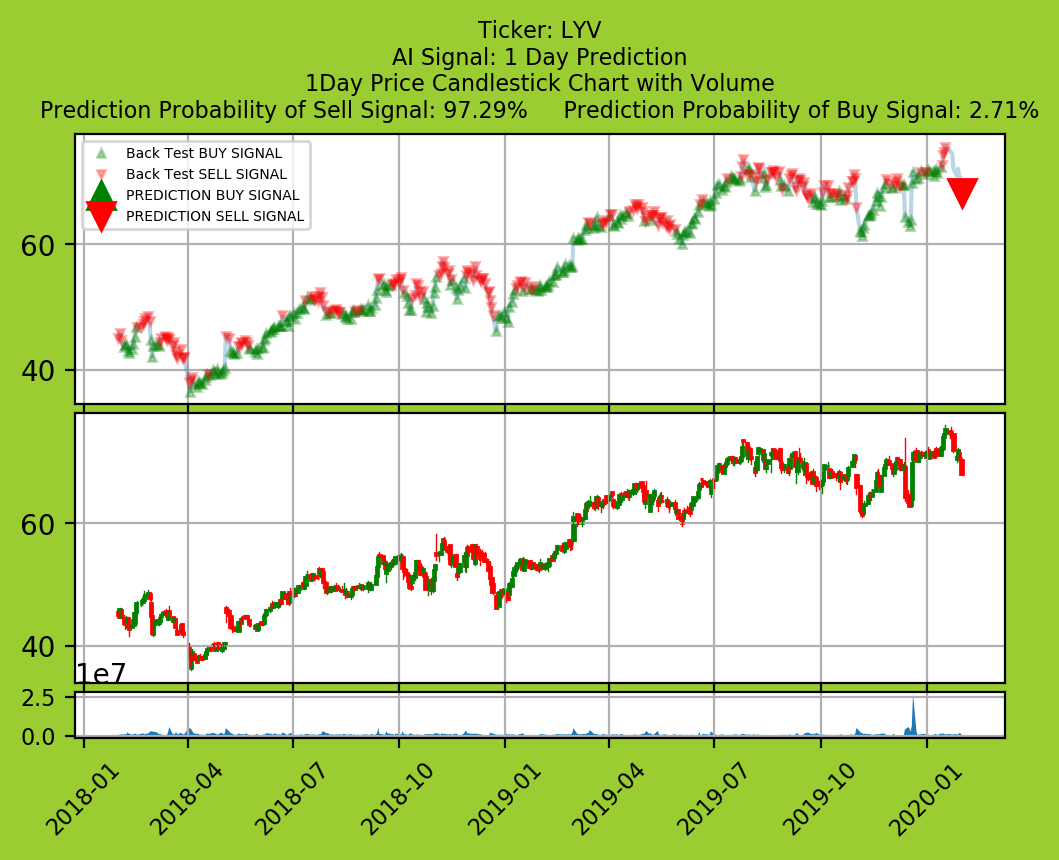 Ticker: LYV
AI Signal: 1 Day Prediction
1Day Price Candlestick Chart with Volume
Prediction Probability of Sell Signal: 97.29%    Prediction Probability of Buy Signal: 2.71%
Back Test BUY SIGNAL
Back Test SELL SIGNAL
PREDICTION BUY SIGNAL
PREDICTION SELL SIGNAL
60
40
60
40
1e7
2.5
0.0
2018-01
2018-04
2018-07
2018-10
2019-01
2019-04
2019-07
2019-10
2020-01